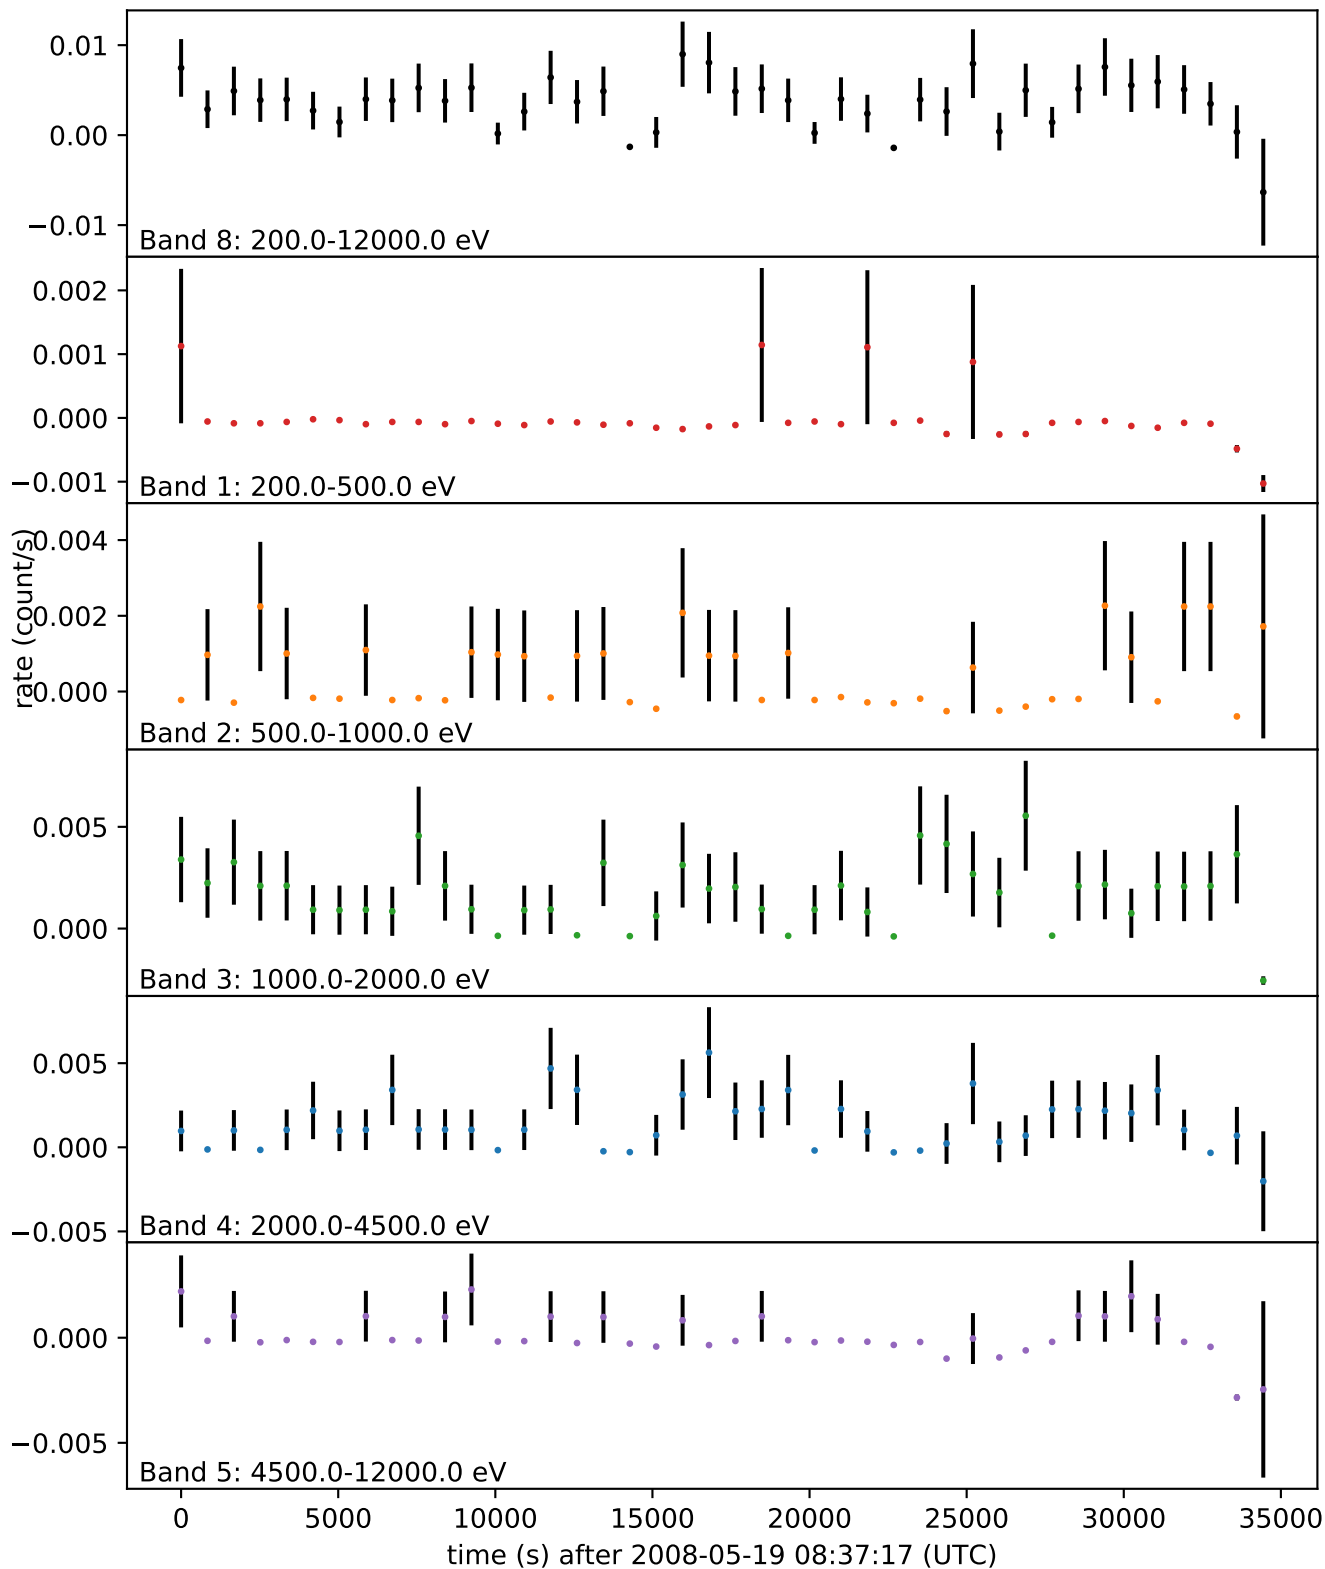 0.01
0.00
−0.01
Band 8: 200.0-12000.0 eV
0.002
0.001
0.000
−0.001
Band 1: 200.0-500.0 eV
rate (count/s)
0.004
0.002
0.000
Band 2: 500.0-1000.0 eV
0.005
0.000
Band 3: 1000.0-2000.0 eV
0.005
0.000
−0.005
Band 4: 2000.0-4500.0 eV
0.000
−0.005
Band 5: 4500.0-12000.0 eV
0 5000 10000 15000 20000 25000 30000 35000
time (s) after 2008-05-19 08:37:17 (UTC)